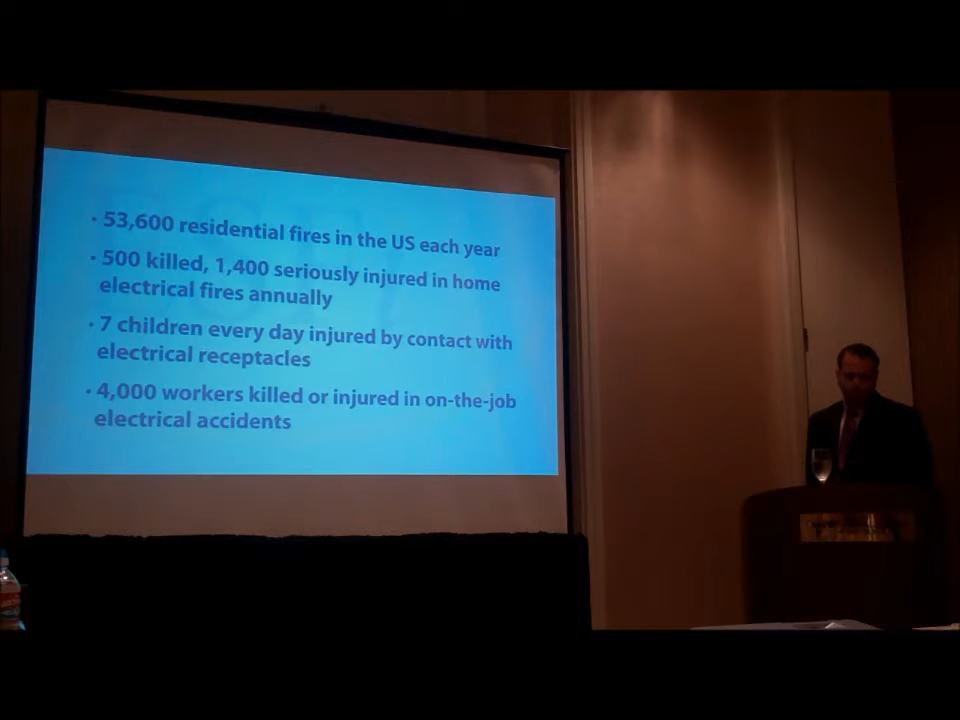 • 53,600 residential fires in the US each year
• 500 killed, 1,400 seriously injured in home
electrical fires annually
• 7 children every day injured by contact with
electrical receptacles
• 4,000 workers killed or injured in on-the-job
electrical accidents